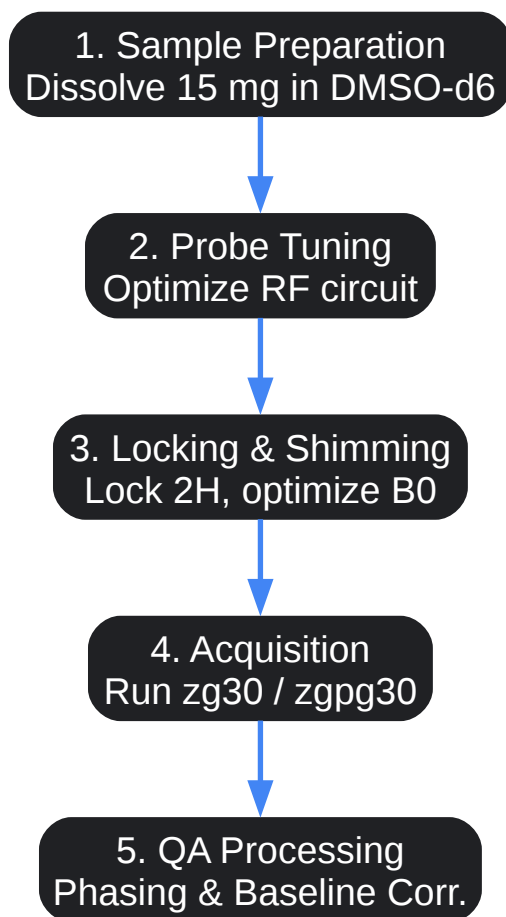 1. Sample Preparation
Dissolve 15 mg in DMSO-d6
2. Probe Tuning
Optimize RF circuit
3. Locking & Shimming
Lock 2H, optimize B0
4. Acquisition
Run zg30 / zgpg30
5. QA Processing
Phasing & Baseline Corr.